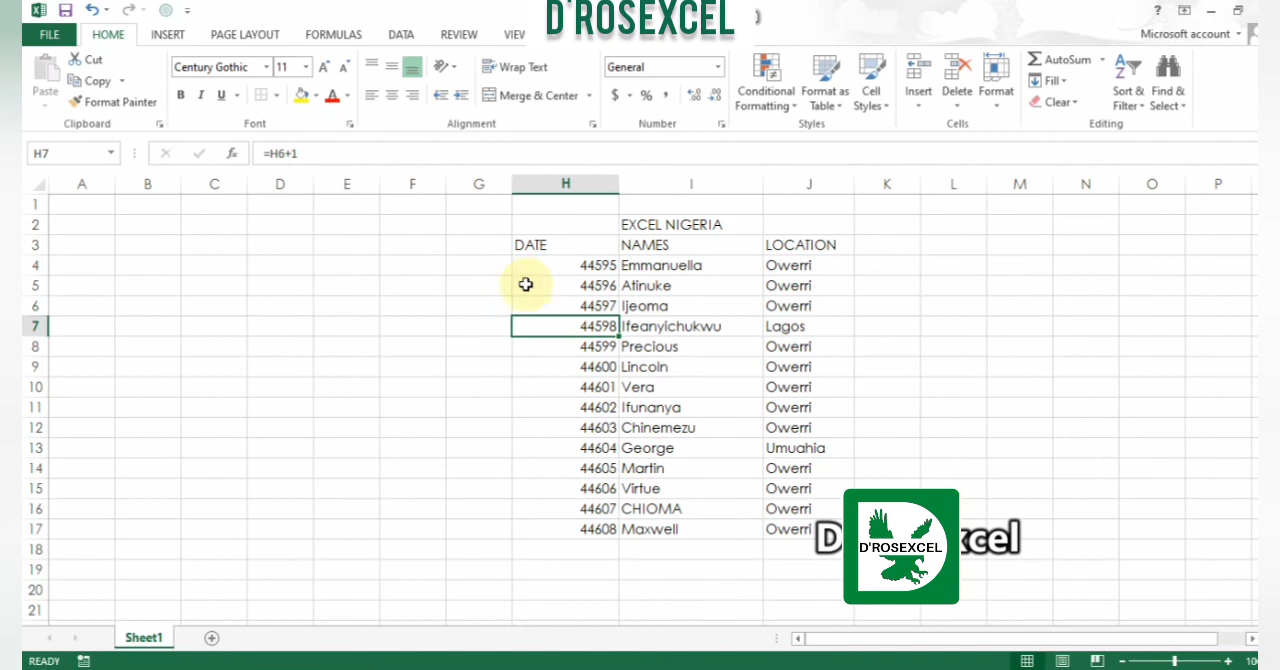 D'ROSEXCEL
FILE HOME INSERT PAGE LAYOUT FORMULAS DATA REVIEW VIEW Microsoft account
Paste Cut Copy Format Painter
Century Gothic 11 B I U
Wrap Text Merge & Center
General $ % ,
Conditional Formatting Format as Table Cell Styles
Insert Delete Format
AutoSum Fill Clear Sort & Filter Find & Select
Clipboard Font Alignment Number Styles Cells Editing
H7 fx =H6+1
A B C D E F G H I J K L M N O P
1
2 EXCEL NIGERIA
3 DATE NAMES LOCATION
4 44595 Emmanuella Owerri
5 44596 Atinuke Owerri
6 44597 Ijeoma Owerri
7 44598 Ifeanyichukwu Lagos
8 44599 Precious Owerri
9 44600 Lincoln Owerri
10 44601 Vera Owerri
11 44602 Ifunanya Owerri
12 44603 Chinemezu Owerri
13 44604 George Umuahia
14 44605 Martin Owerri
15 44606 Virtue Owerri
16 44607 CHIOMA Owerri
17 44608 Maxwell Owerri
D xcel
D'ROSEXCEL
18
19
20
21
Sheet1
READY